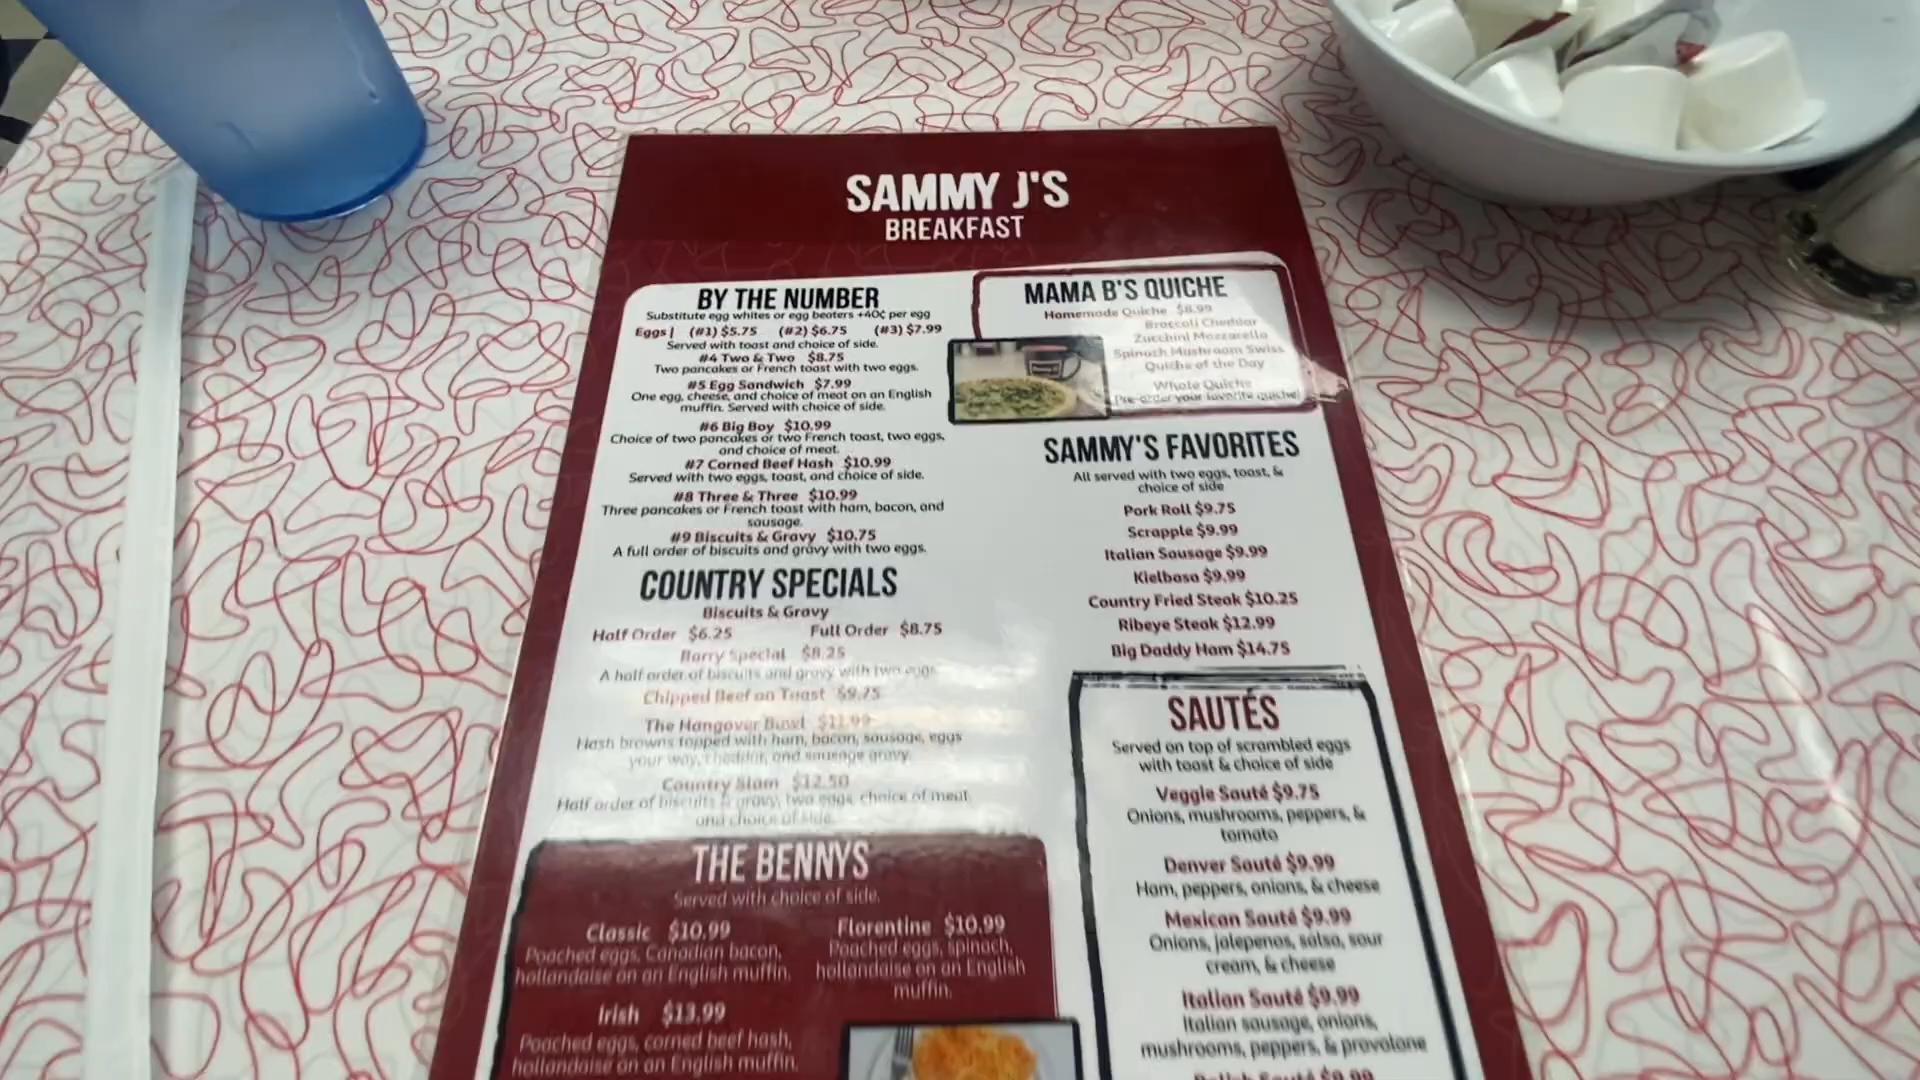 SAMMY J'S
BREAKFAST
BY THE NUMBER
Substitute egg whites or egg beaters +40¢ per egg
Eggs | (#1) $5.75 (#2) $6.75 (#3) $7.99
Served with toast and choice of side.
#4 Two & Two $8.75
Two pancakes or French toast with two eggs.
#5 Egg Sandwich $7.99
One egg, cheese, and choice of meat on an English
muffin. Served with choice of side.
#6 Big Boy $10.99
Choice of two pancakes or two French toast, two eggs,
and choice of meat.
#7 Corned Beef Hash $10.99
Served with two eggs, toast, and choice of side.
#8 Three & Three $10.99
Three pancakes or French toast with ham, bacon, and
sausage.
#9 Biscuits & Gravy $10.75
A full order of biscuits and gravy with two eggs.
COUNTRY SPECIALS
Biscuits & Gravy
Half Order $6.25 Full Order $8.75
Barry Special $8.25
A half order of biscuits and gravy with two eggs.
Chipped Beef on Toast $9.75
The Hangover Bowl $11.99
Hash browns topped with ham, bacon, sausage, eggs
your way, cheddar, and sausage gravy.
Country Slam $12.50
Half order of biscuits & gravy, two eggs, choice of meat,
and choice of side.
THE BENNYS
Served with choice of side.
Classic $10.99
Poached eggs, Canadian bacon,
hollandaise on an English muffin.
Florentine $10.99
Poached eggs, spinach,
hollandaise on an English
muffin.
Irish $13.99
Poached eggs, corned beef hash,
hollandaise on an English muffin.
MAMA B'S QUICHE
Homemade Quiche $8.99
Broccoli Cheddar
Zucchini Mozzarella
Spinach Mushroom Swiss
Quiche of the Day
Whole Quiche
Pre-order your favorite quiche!
SAMMY'S FAVORITES
All served with two eggs, toast, &
choice of side
Pork Roll $9.75
Scrapple $9.99
Italian Sausage $9.99
Kielbasa $9.99
Country Fried Steak $10.25
Ribeye Steak $12.99
Big Daddy Ham $14.75
SAUTÉS
Served on top of scrambled eggs
with toast & choice of side
Veggie Sauté $9.75
Onions, mushrooms, peppers, &
tomato
Denver Sauté $9.99
Ham, peppers, onions, & cheese
Mexican Sauté $9.99
Onions, jalepenos, salsa, sour
cream, & cheese
Italian Sauté $9.99
Italian sausage, onions,
mushrooms, peppers, & provolone
Sauté $9.99